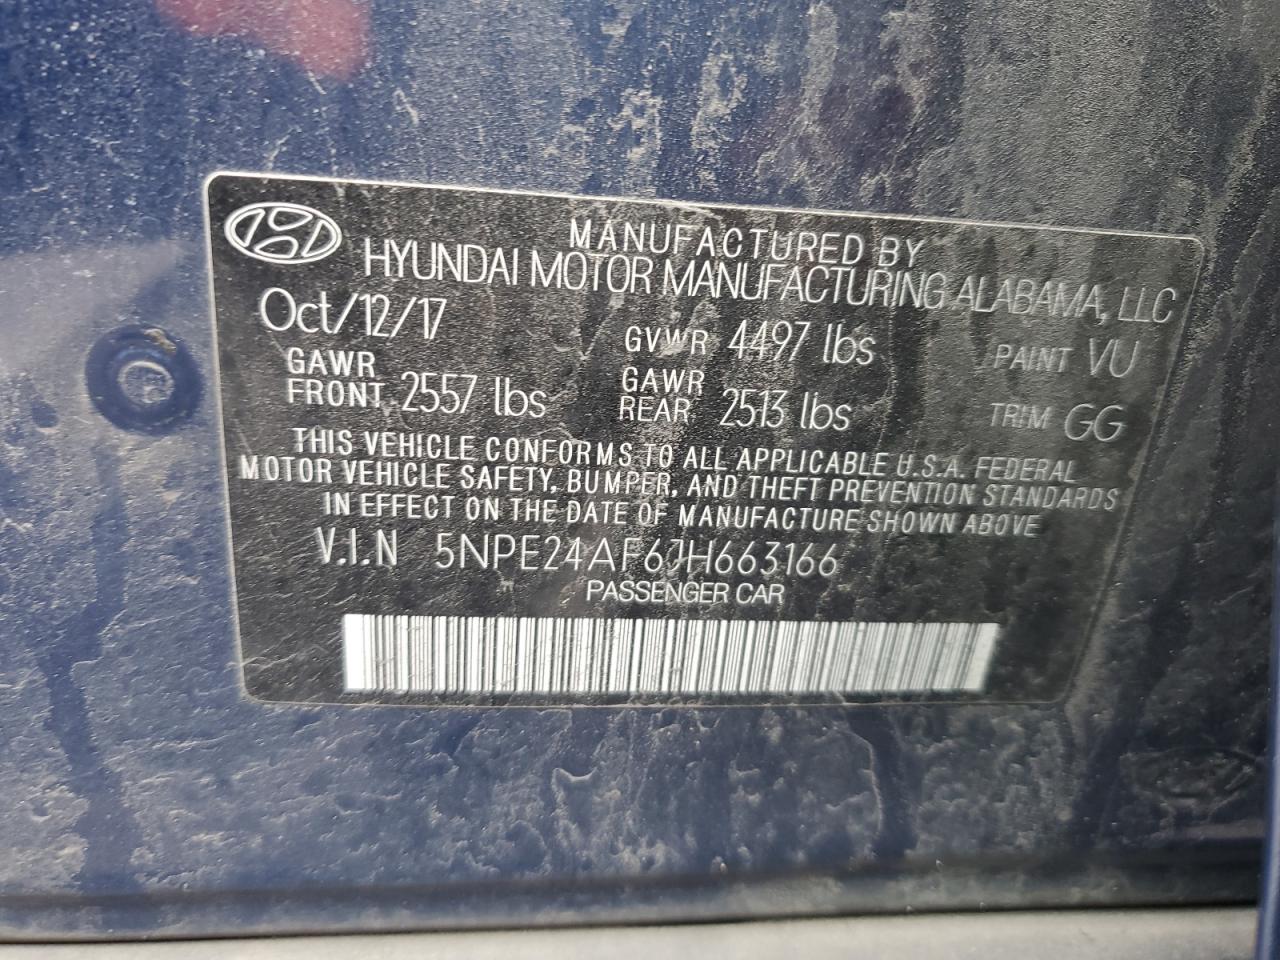 MANUFACTURED BY
HYUNDAI MOTOR MANUFACTURING ALABAMA, LLC
Oct/12/17 GVWR 4497 lbs PAINT VU
GAWR FRONT 2557 lbs GAWR REAR 2513 lbs TRIM GG
THIS VEHICLE CONFORMS TO ALL APPLICABLE U.S.A. FEDERAL
MOTOR VEHICLE SAFETY, BUMPER, AND THEFT PREVENTION STANDARDS
IN EFFECT ON THE DATE OF MANUFACTURE SHOWN ABOVE
V.I.N 5NPE24AF6JH663166
PASSENGER CAR